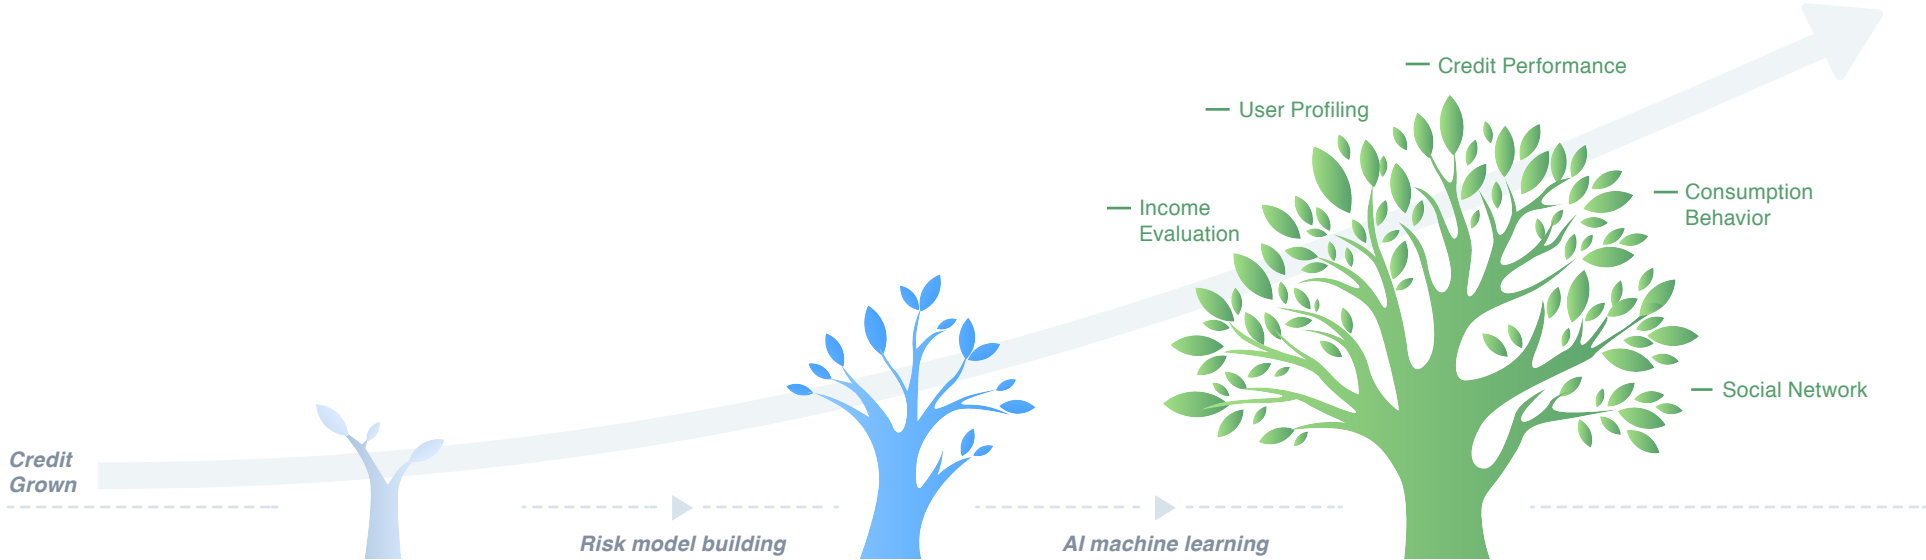 Credit Performance
User Profiling
Income
Evaluation
Consumption
Behavior
Social Network
Credit
Grown
Risk model building
AI machine learning